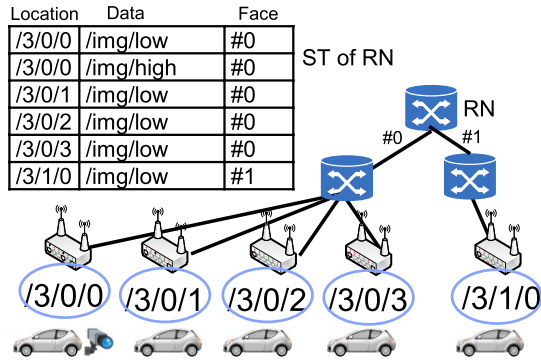 Location Data Face
/3/0/0 /img/low #0
/3/0/0 /img/high #0
/3/0/1 /img/low #0
/3/0/2 /img/low #0
/3/0/3 /img/low #0
/3/1/0 /img/low #1
ST of RN
RN
#0 #1
/3/0/0 /3/0/1 /3/0/2 /3/0/3 /3/1/0